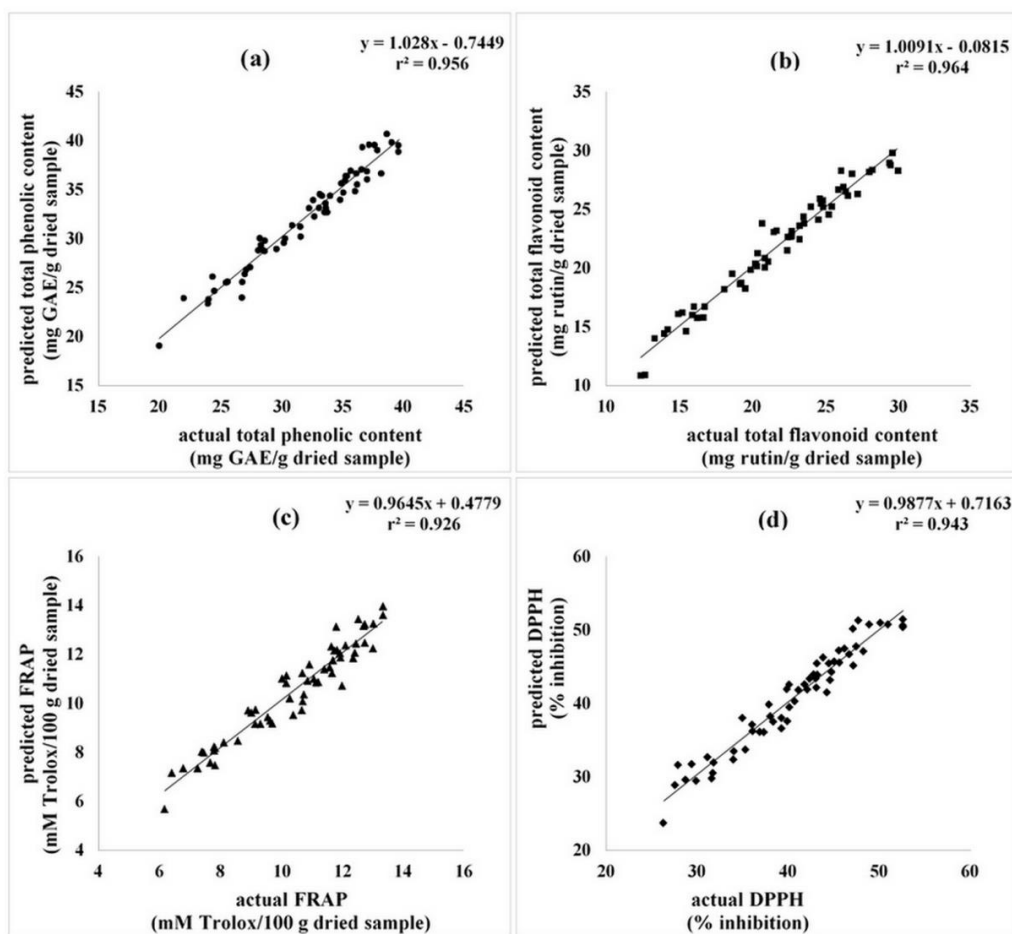 (a)
y = 1.028x - 0.7449
r² = 0.956
predicted total phenolic content
(mg GAE/g dried sample)
45
40
35
30
25
20
15
15 20 25 30 35 40 45
actual total phenolic content
(mg GAE/g dried sample)
(b)
y = 1.0091x - 0.0815
r² = 0.964
predicted total flavonoid content
(mg rutin/g dried sample)
35
30
25
20
15
10
10 15 20 25 30 35
actual total flavonoid content
(mg rutin/g dried sample)
(c)
y = 0.9645x + 0.4779
r² = 0.926
predicted FRAP
(mM Trolox/100 g dried sample)
16
14
12
10
8
6
4
4 6 8 10 12 14 16
actual FRAP
(mM Trolox/100 g dried sample)
(d)
y = 0.9877x + 0.7163
r² = 0.943
predicted DPPH
(% inhibition)
60
50
40
30
20
20 30 40 50 60
actual DPPH
(% inhibition)